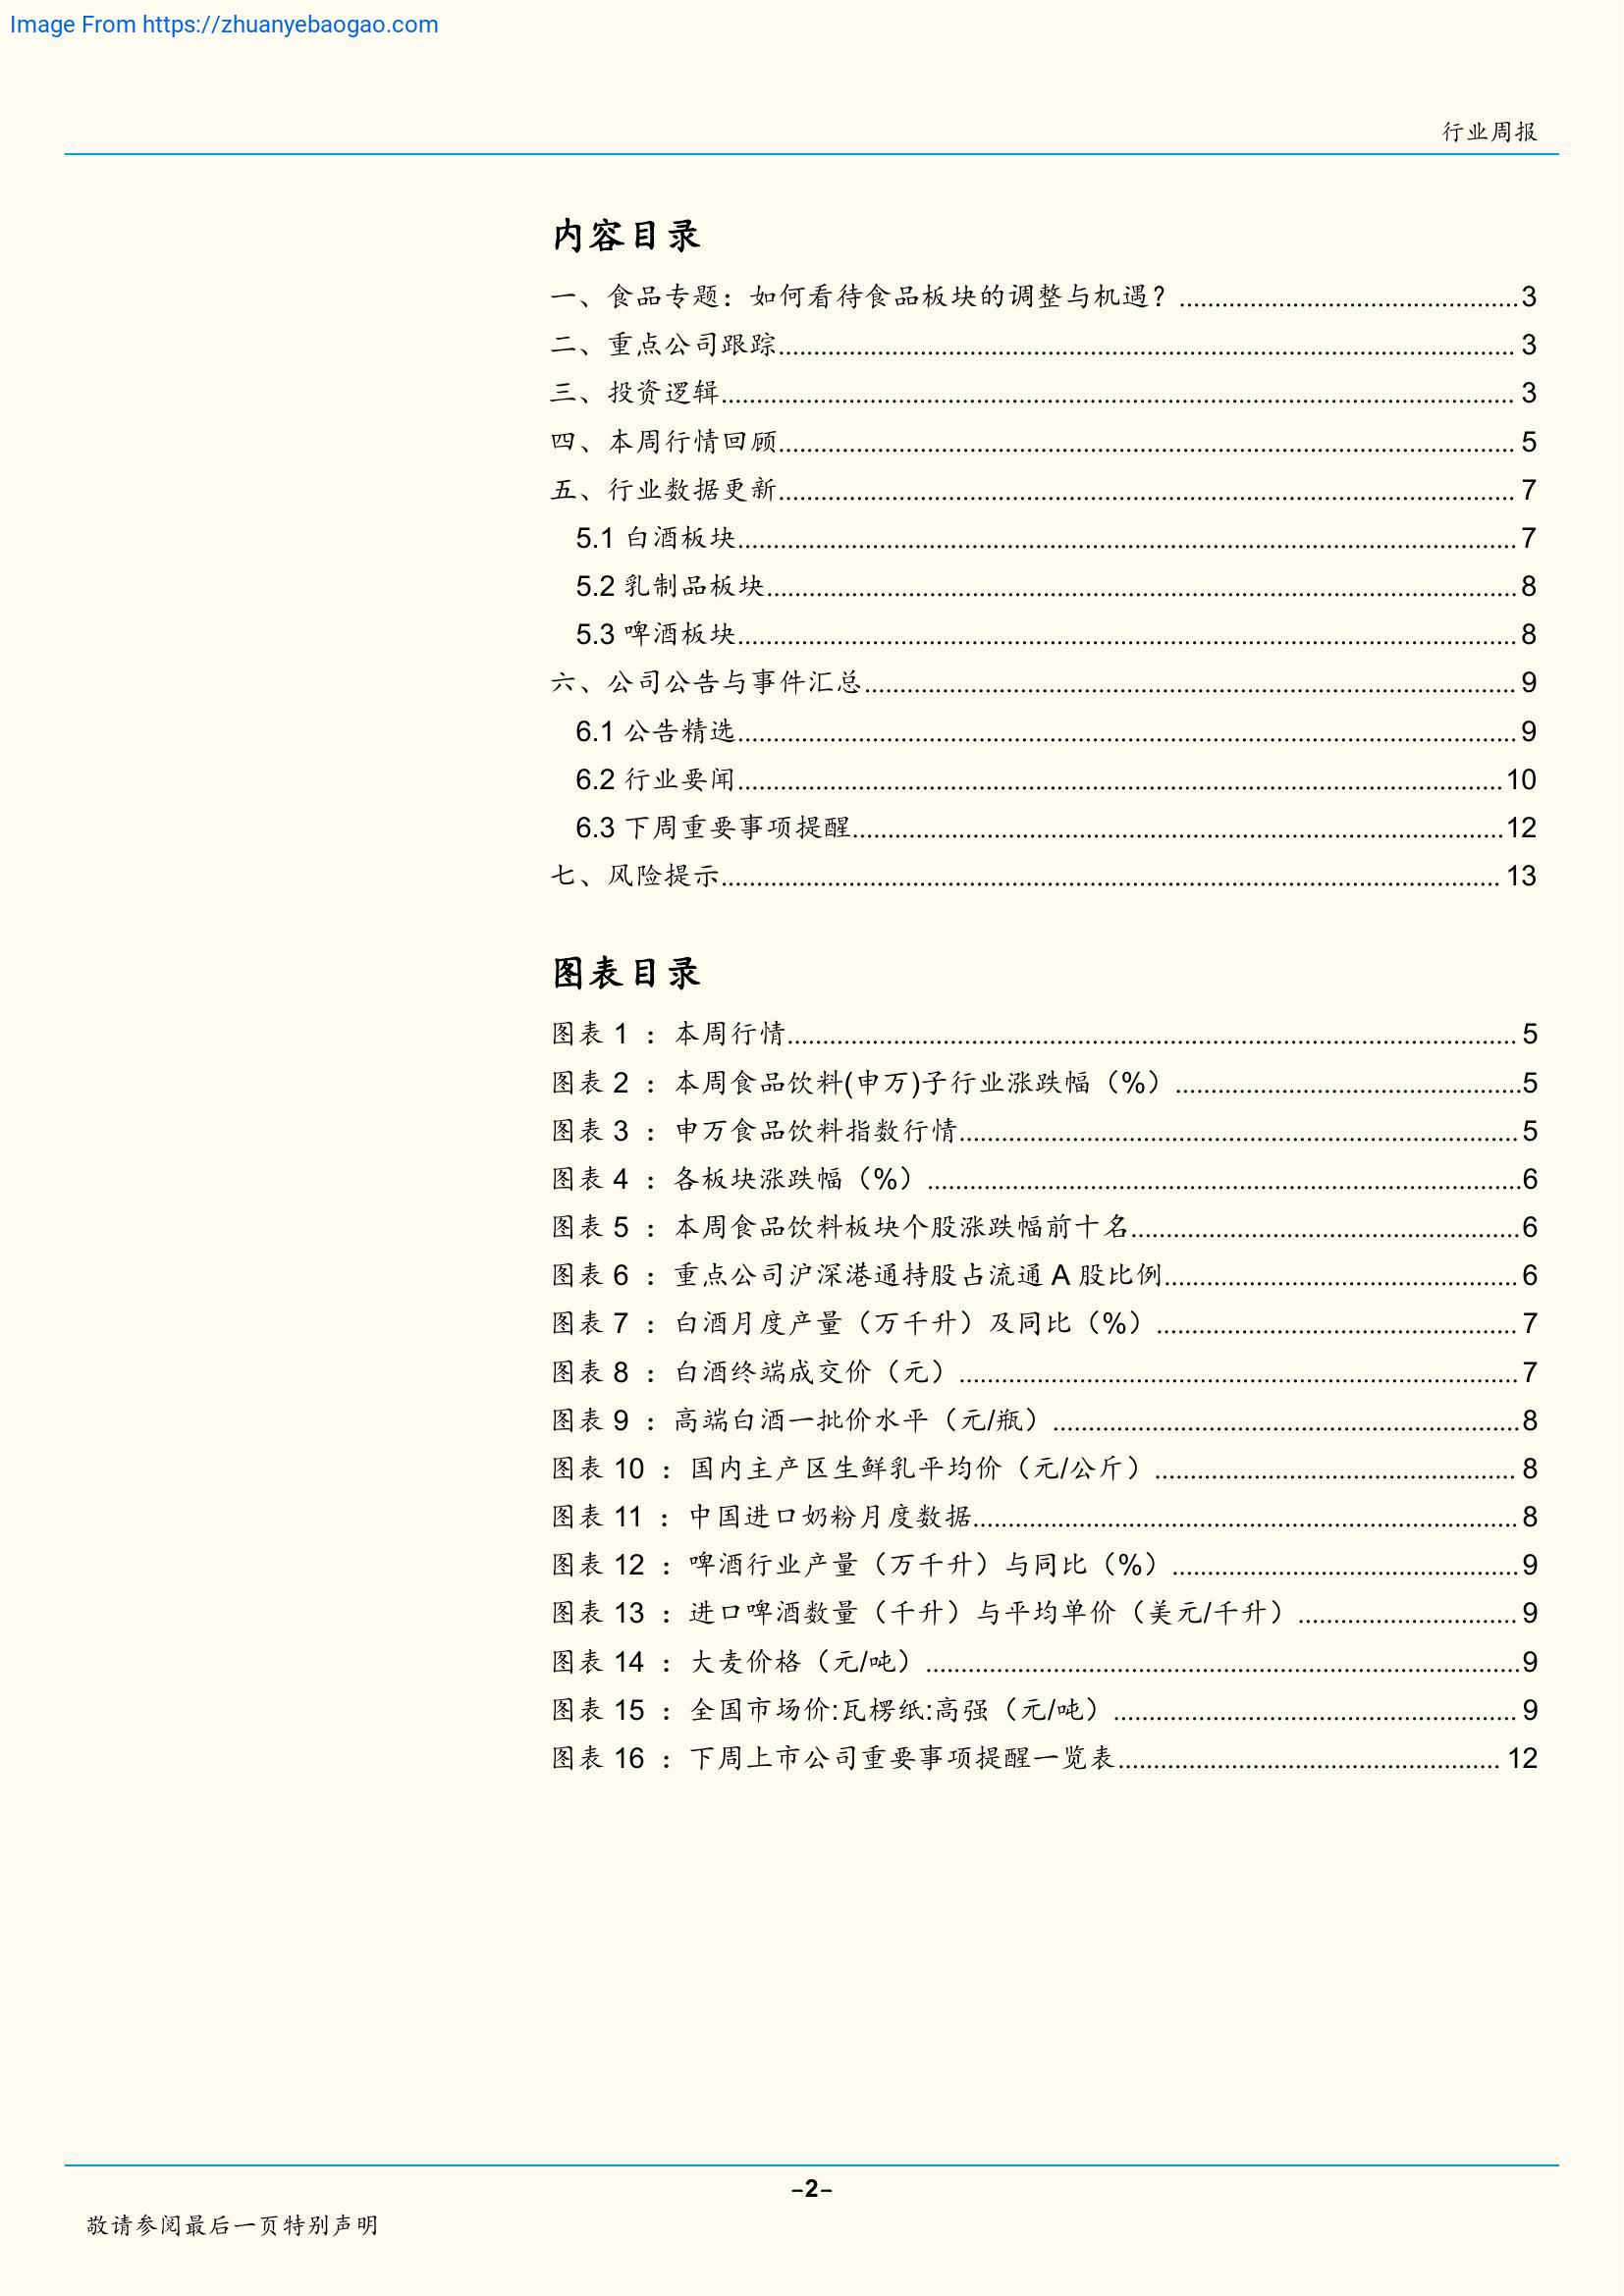 Image From https://zhuanyebaogao.com
行业周报
内容目录
一、食品专题：如何看待食品板块的调整与机遇？................................................3
二、重点公司跟踪........................................................................................................ 3
三、投资逻辑................................................................................................................ 3
四、本周行情回顾........................................................................................................ 5
五、行业数据更新........................................................................................................ 7
5.1 白酒板块..............................................................................................................7
5.2 乳制品板块..........................................................................................................8
5.3 啤酒板块..............................................................................................................8
六、公司公告与事件汇总............................................................................................ 9
6.1 公告精选..............................................................................................................9
6.2 行业要闻............................................................................................................10
6.3 下周重要事项提醒............................................................................................12
七、风险提示.............................................................................................................. 13
图表目录
图表 1 ：本周行情....................................................................................................... 5
图表 2 ：本周食品饮料(申万)子行业涨跌幅（%）.................................................5
图表 3 ：申万食品饮料指数行情...............................................................................5
图表 4 ：各板块涨跌幅（%）....................................................................................6
图表 5 ：本周食品饮料板块个股涨跌幅前十名.......................................................6
图表 6 ：重点公司沪深港通持股占流通 A 股比例.................................................. 6
图表 7 ：白酒月度产量（万千升）及同比（%）................................................... 7
图表 8 ：白酒终端成交价（元）...............................................................................7
图表 9 ：高端白酒一批价水平（元/瓶）..................................................................8
图表 10 ：国内主产区生鲜乳平均价（元/公斤）................................................... 8
图表 11 ：中国进口奶粉月度数据.............................................................................8
图表 12 ：啤酒行业产量（万千升）与同比（%）.................................................9
图表 13 ：进口啤酒数量（千升）与平均单价（美元/千升）............................... 9
图表 14 ：大麦价格（元/吨）....................................................................................9
图表 15 ：全国市场价:瓦楞纸:高强（元/吨）......................................................... 9
图表 16 ：下周上市公司重要事项提醒一览表...................................................... 12
-2-
敬请参阅最后一页特别声明